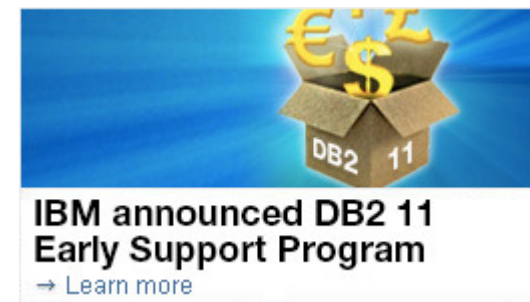 € £
$
DB2 11
IBM announced DB2 11
Early Support Program
→ Learn more